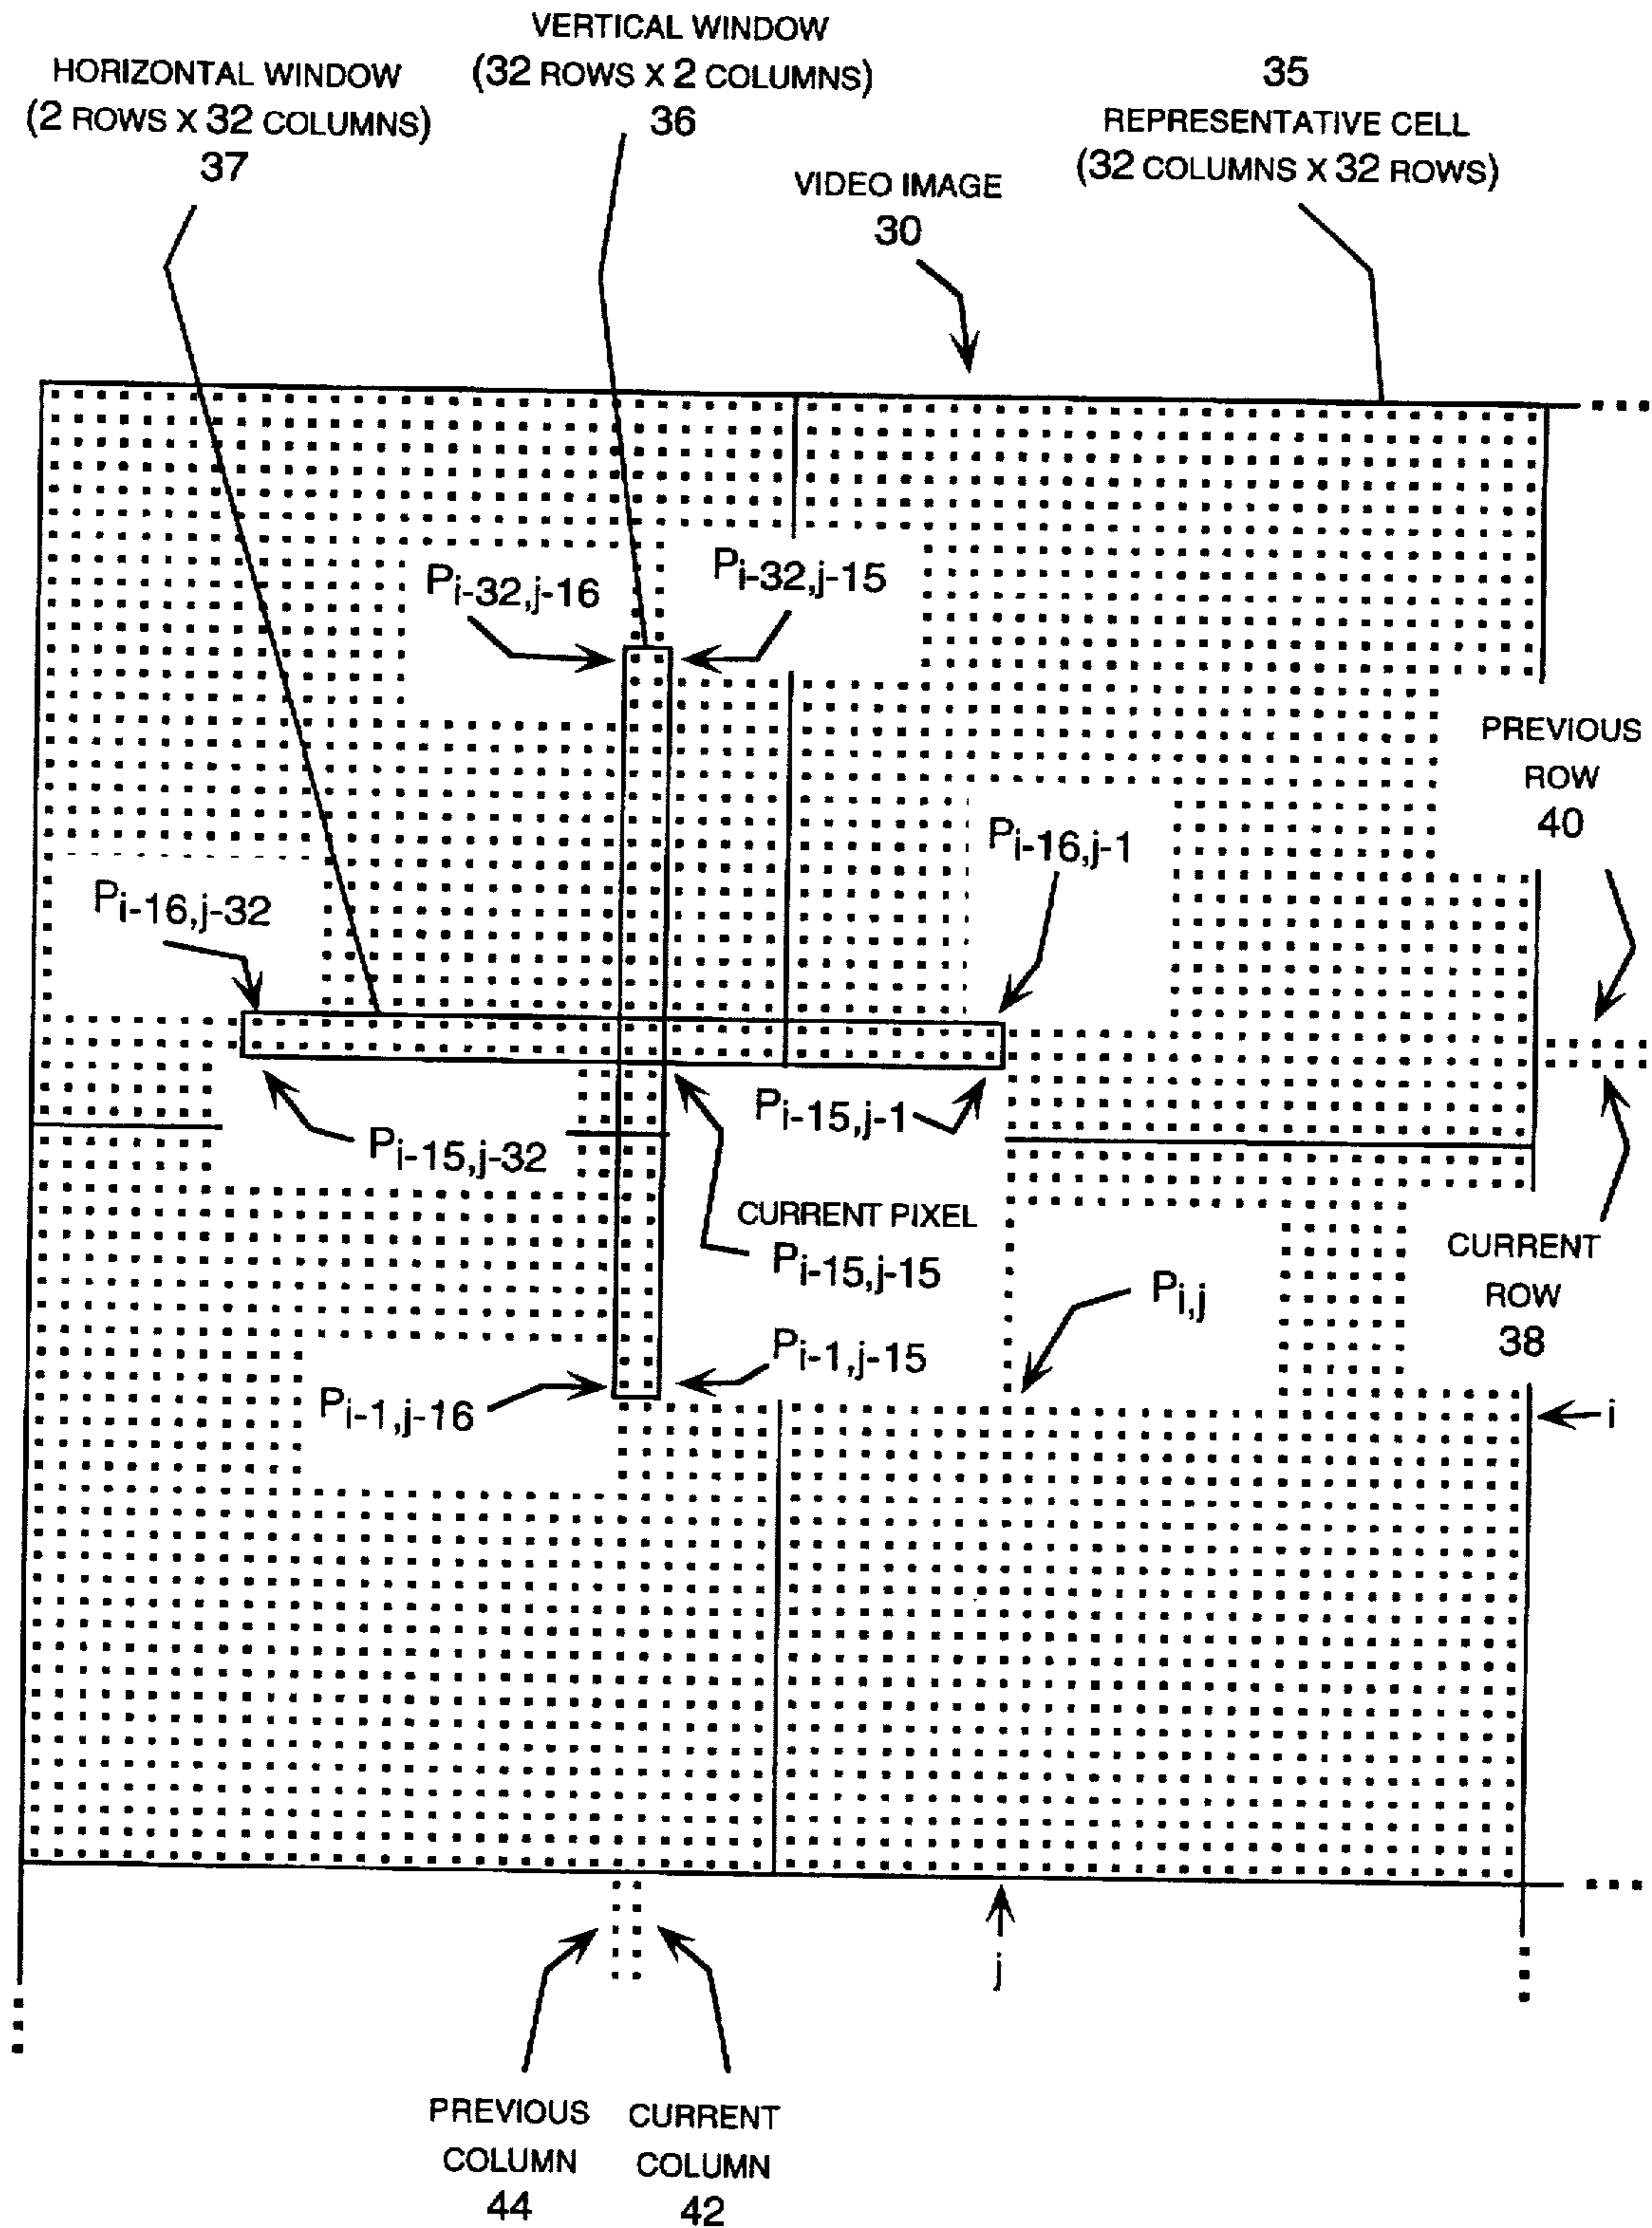 VERTICAL WINDOW
(32 ROWS X 2 COLUMNS)
36
HORIZONTAL WINDOW
(2 ROWS X 32 COLUMNS)
37
35
REPRESENTATIVE CELL
(32 COLUMNS X 32 ROWS)
VIDEO IMAGE
30
Pi-32,j-16
Pi-32,j-15
PREVIOUS
ROW
40
Pi-16,j-1
Pi-16,j-32
Pi-15,j-1
Pi-15,j-32
CURRENT PIXEL
Pi-15,j-15
Pi,j
CURRENT
ROW
38
Pi-1,j-15
Pi-1,j-16
i
j
PREVIOUS
COLUMN
44
CURRENT
COLUMN
42